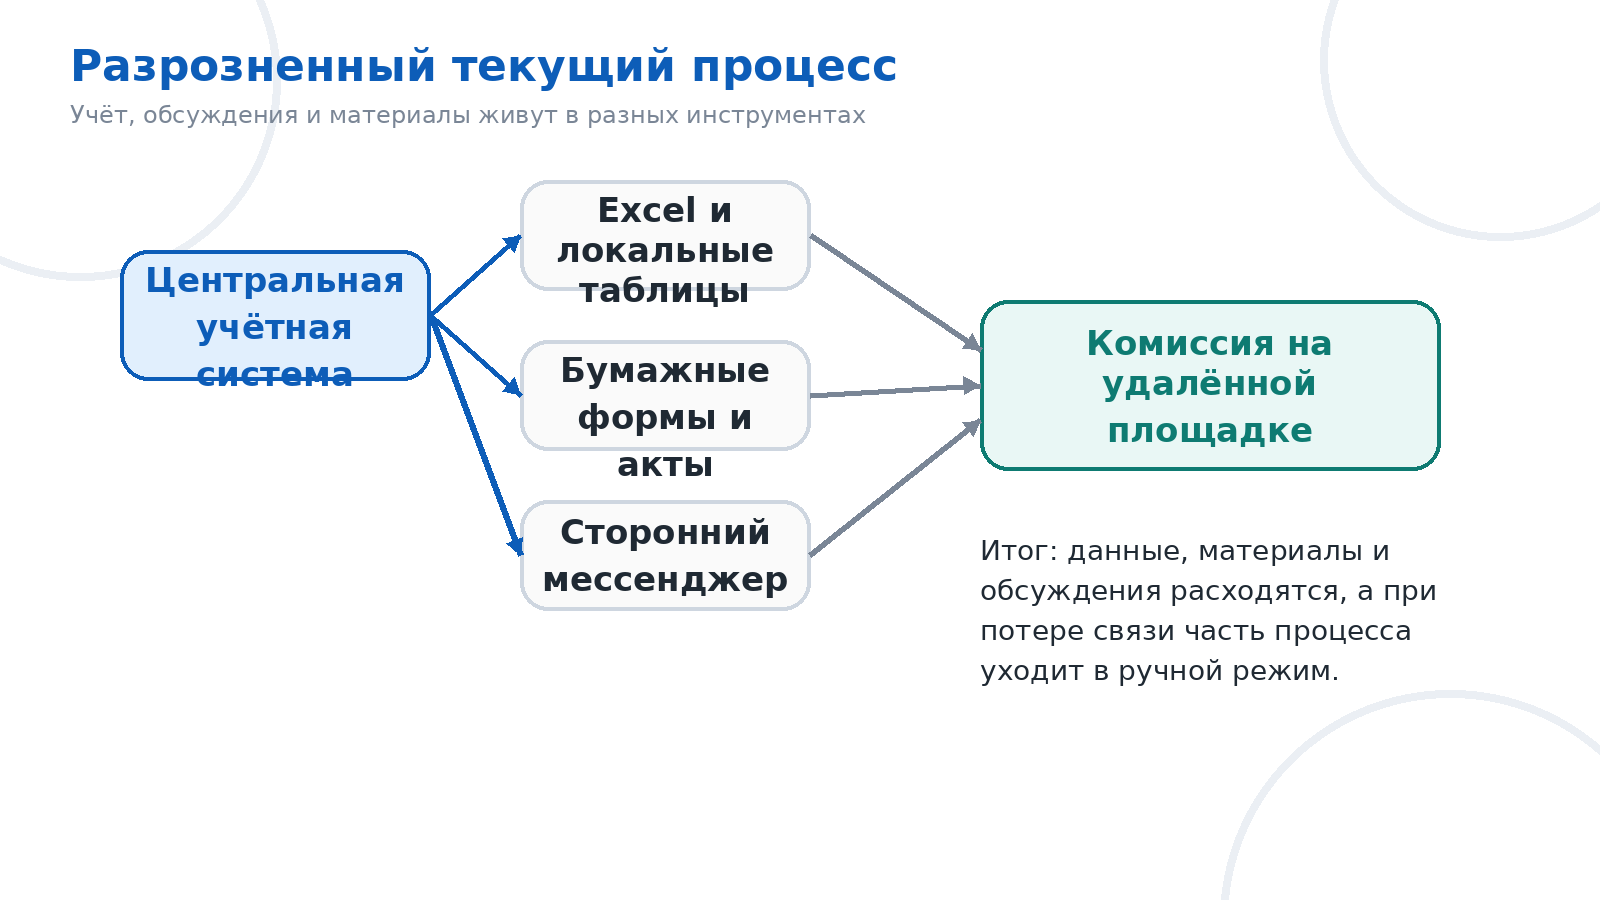 Разрозненный текущий процесс
Учёт, обсуждения и материалы живут в разных инструментах
Центральная
учётная
система
Excel и
локальные
таблицы
Бумажные
формы и
акты
Сторонний
мессенджер
Комиссия на
удалённой
площадке
Итог: данные, материалы и
обсуждения расходятся, а при
потере связи часть процесса
уходит в ручной режим.